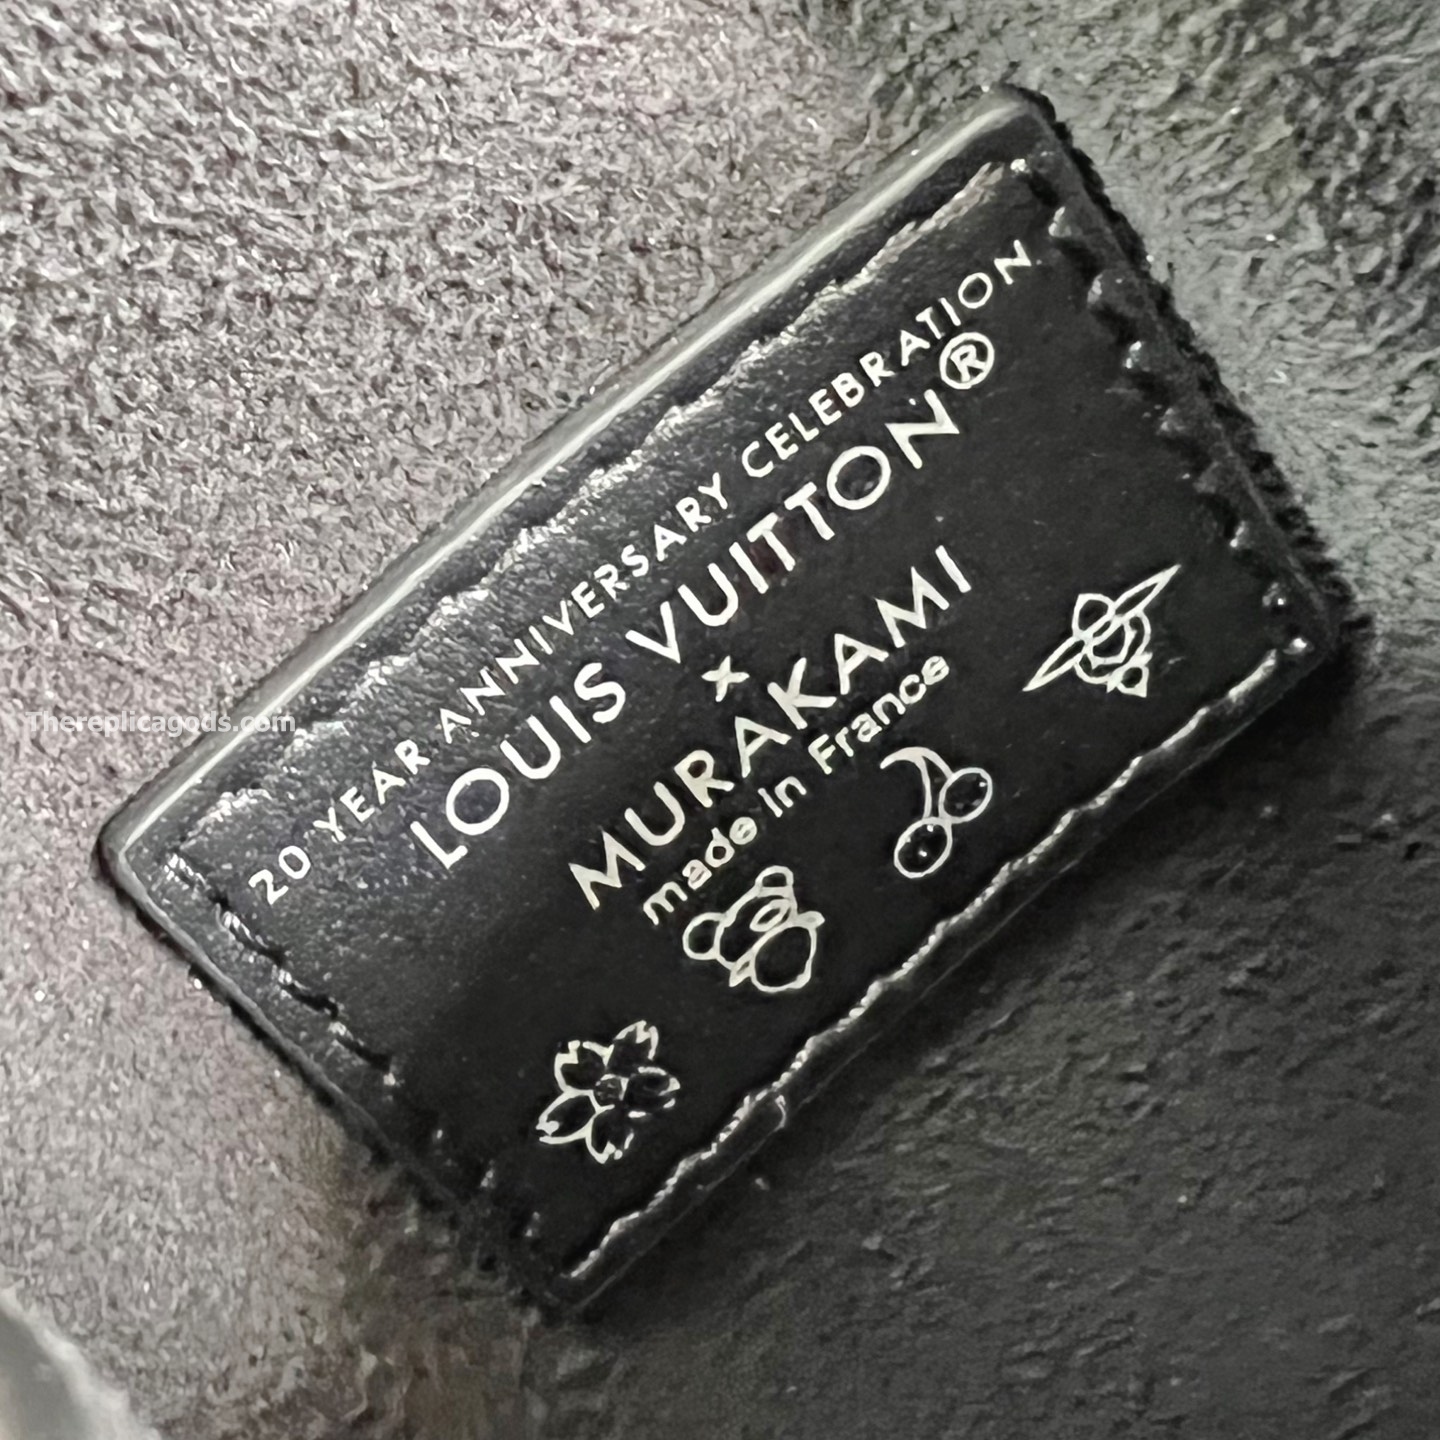 20 YEAR ANNIVERSARY CELEBRATION
LOUIS VUITTON®
x
MURAKAMI
made in France
Thereplicagods.com